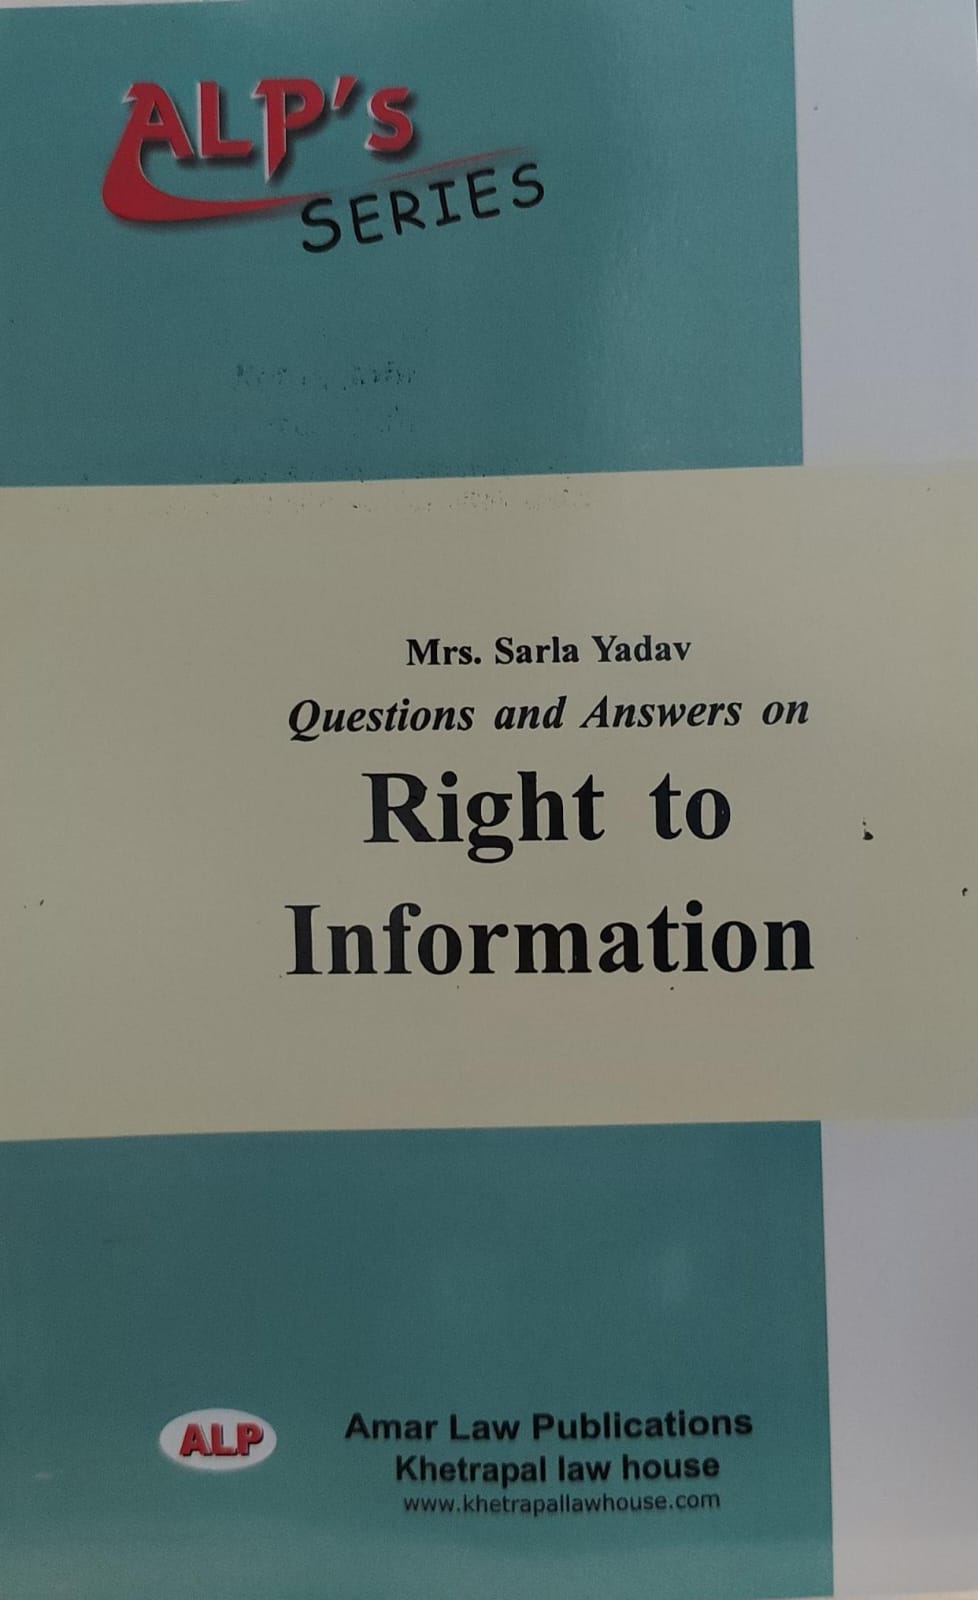 ALP's
SERIES
Mrs. Sarla Yadav
Questions and Answers on
Right to
Information
ALP
Amar Law Publications
Khetrapal law house
www.khetrapallawhouse.com